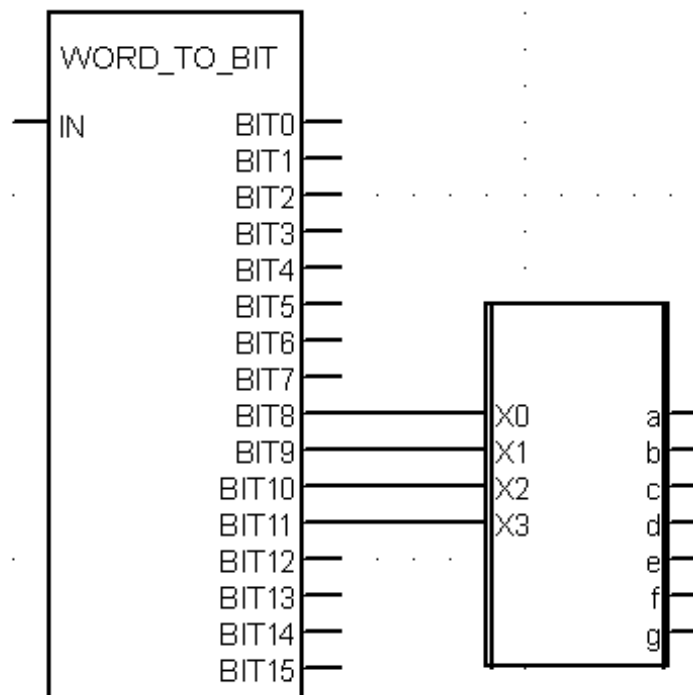 WORD_TO_BIT
IN BIT0
BIT1
BIT2
BIT3
BIT4
BIT5
BIT6
BIT7
BIT8 X0 a
BIT9 X1 b
BIT10 X2 c
BIT11 X3 d
BIT12 e
BIT13 f
BIT14 g
BIT15